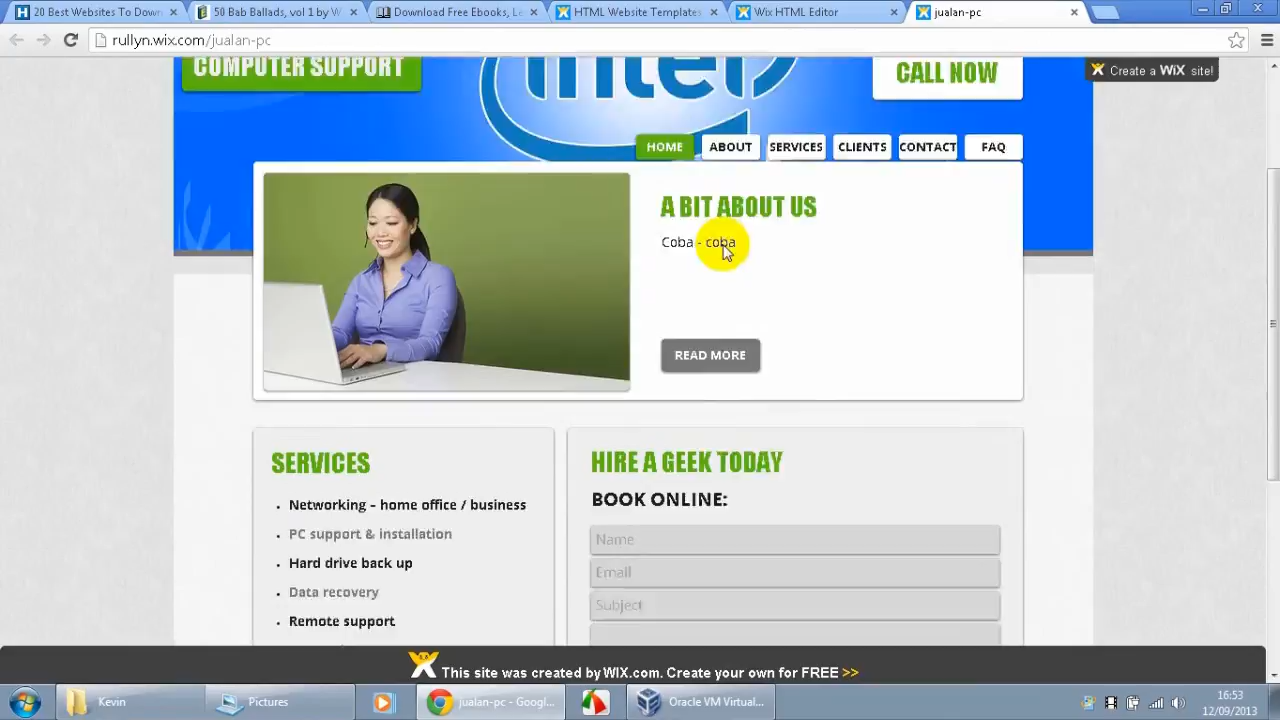 20 Best Websites To Down
50 Bab Ballads, vol 1 by W
Download Free Ebooks, Le
HTML Website Templates
Wix HTML Editor
jualan-pc
rullyn.wix.com/jualan-pc
COMPUTER SUPPORT
intel
CALL NOW
Create a WiX site!
HOME ABOUT SERVICES CLIENTS CONTACT FAQ
A BIT ABOUT US
Coba - coba
READ MORE
SERVICES
Networking - home office / business
PC support & installation
Hard drive back up
Data recovery
Remote support
HIRE A GEEK TODAY
BOOK ONLINE:
Name
Email
Subject
This site was created by WIX.com. Create your own for FREE >>
Kevin
Pictures
jualan-pc - Googl...
Oracle VM Virtual...
16:53
12/09/2013